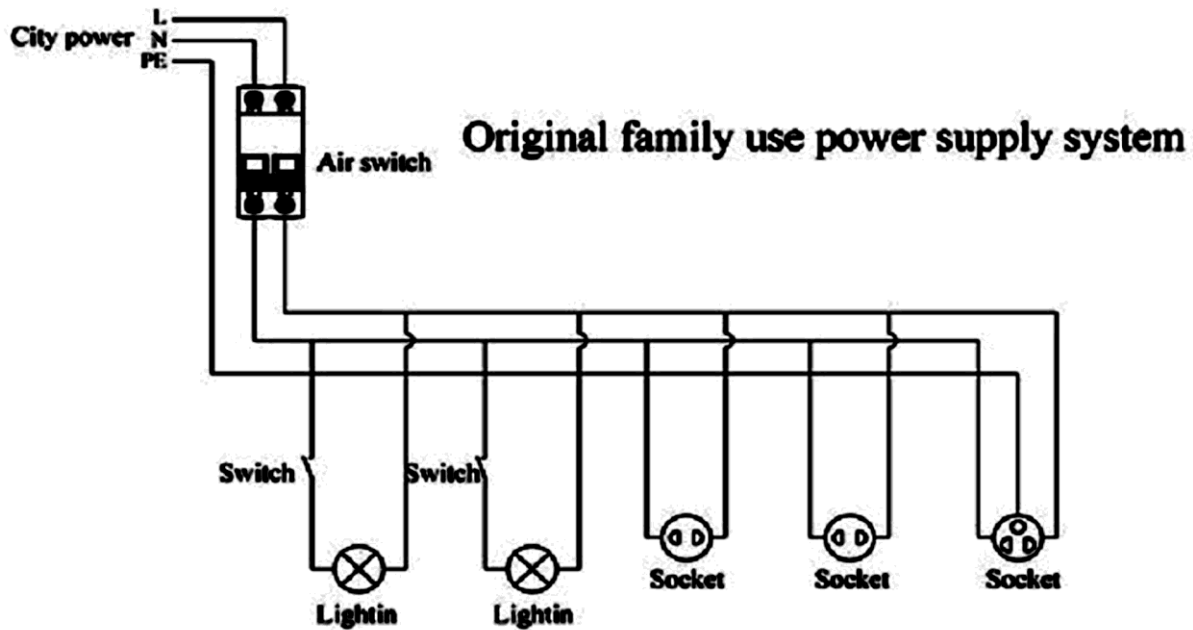 L
City power N
PE
Original family use power supply system
Air switch
Switch
Switch
Socket
Socket
Socket
Lightin
Lightin